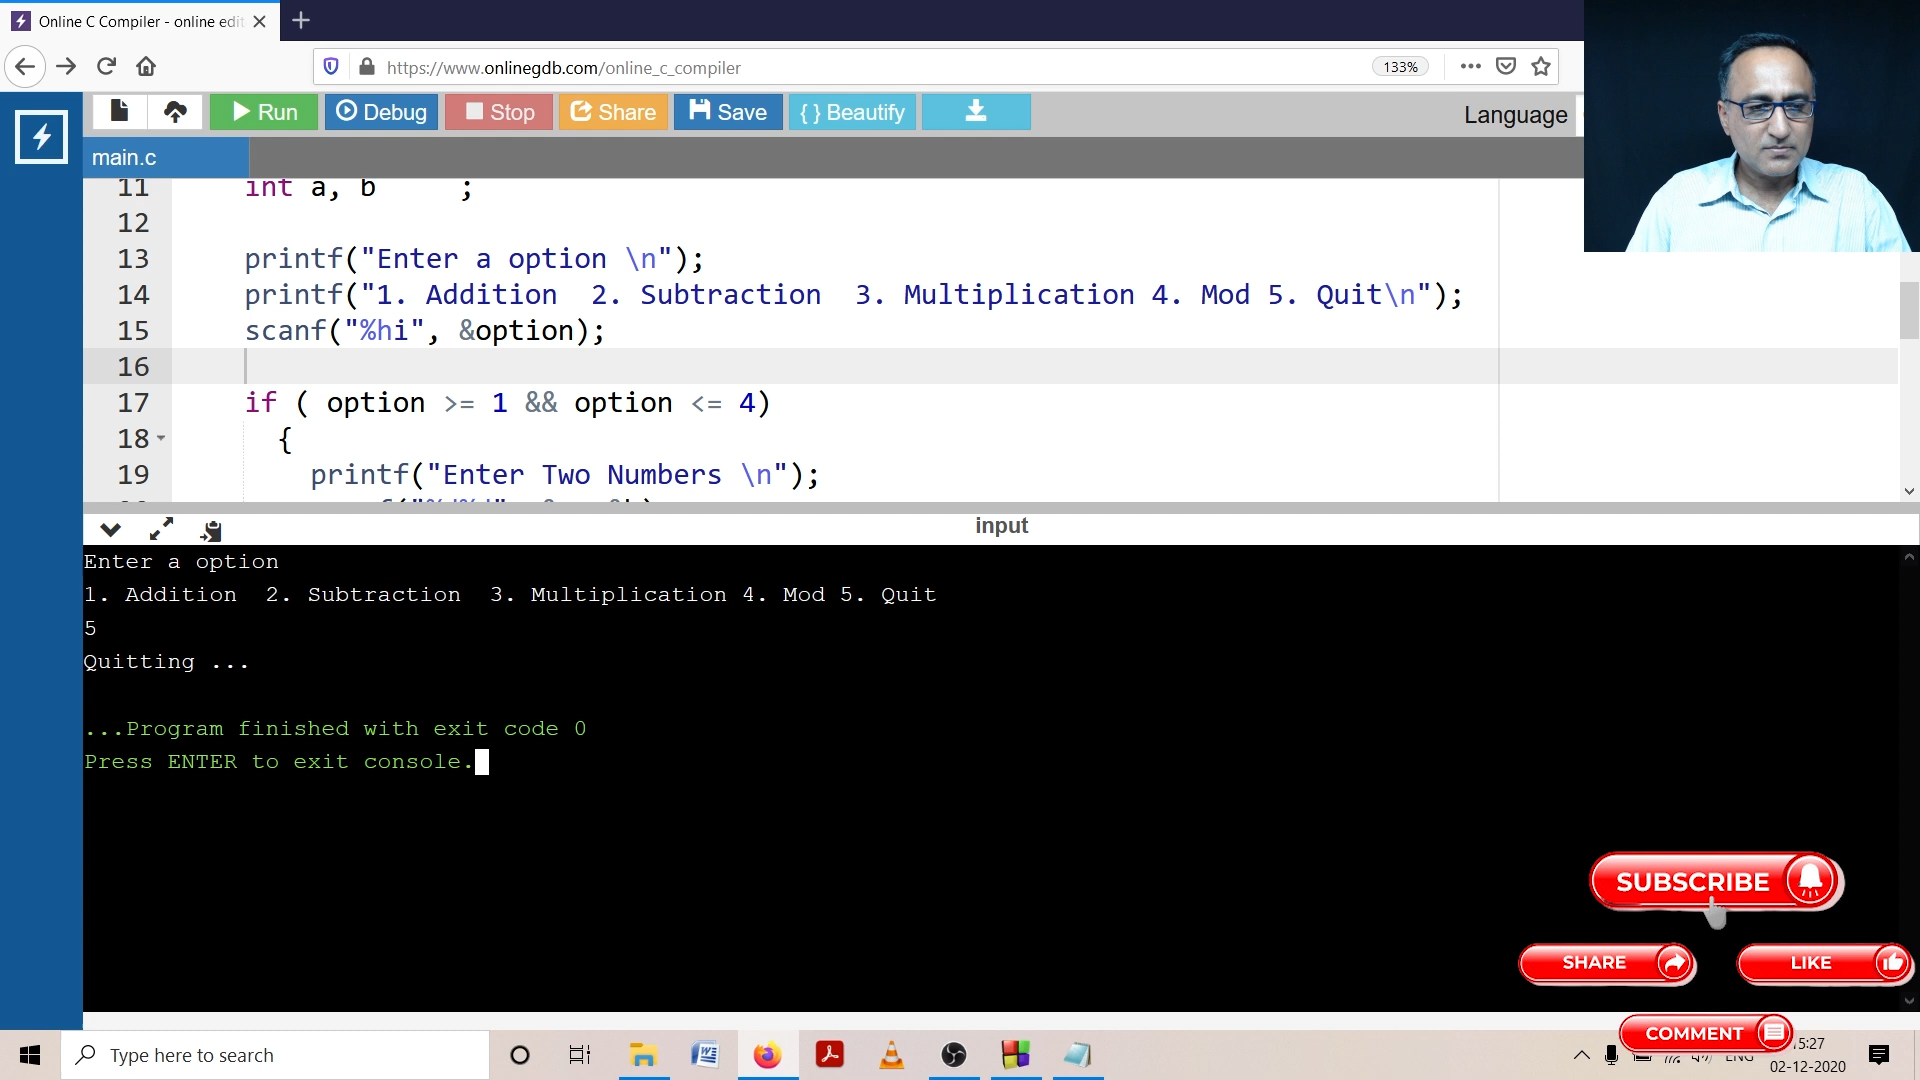 Online C Compiler - online edit
https://www.onlinegdb.com/online_c_compiler
133%
Run
Debug
Stop
Share
Save
{ } Beautify
Language
main.c
11 int a, b ;
12
13 printf("Enter a option \n");
14 printf("1. Addition 2. Subtraction 3. Multiplication 4. Mod 5. Quit\n");
15 scanf("%hi", &option);
16
17 if ( option >= 1 && option <= 4)
18 {
19 printf("Enter Two Numbers \n");
input
Enter a option
1. Addition 2. Subtraction 3. Multiplication 4. Mod 5. Quit
5
Quitting ...
...Program finished with exit code 0
Press ENTER to exit console.
SUBSCRIBE
SHARE
LIKE
COMMENT
Type here to search
ENG
15:27
02-12-2020